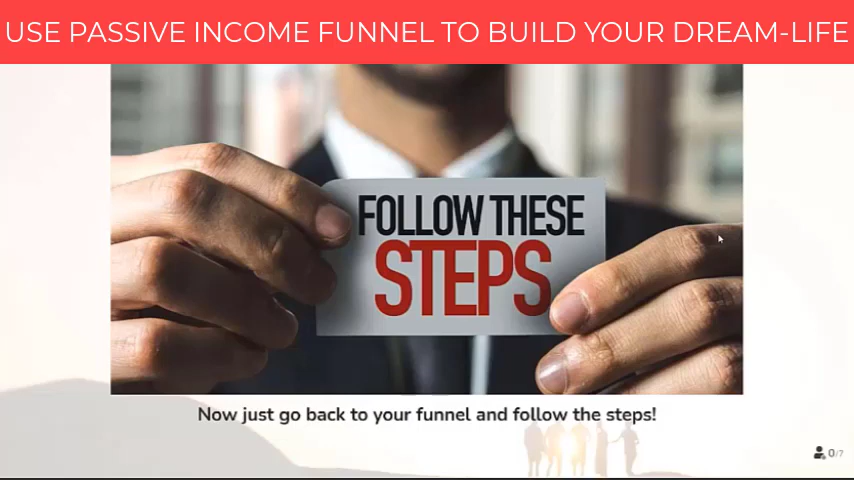 USE PASSIVE INCOME FUNNEL TO BUILD YOUR DREAM-LIFE
FOLLOW THESE
STEPS
Now just go back to your funnel and follow the steps!
0/7